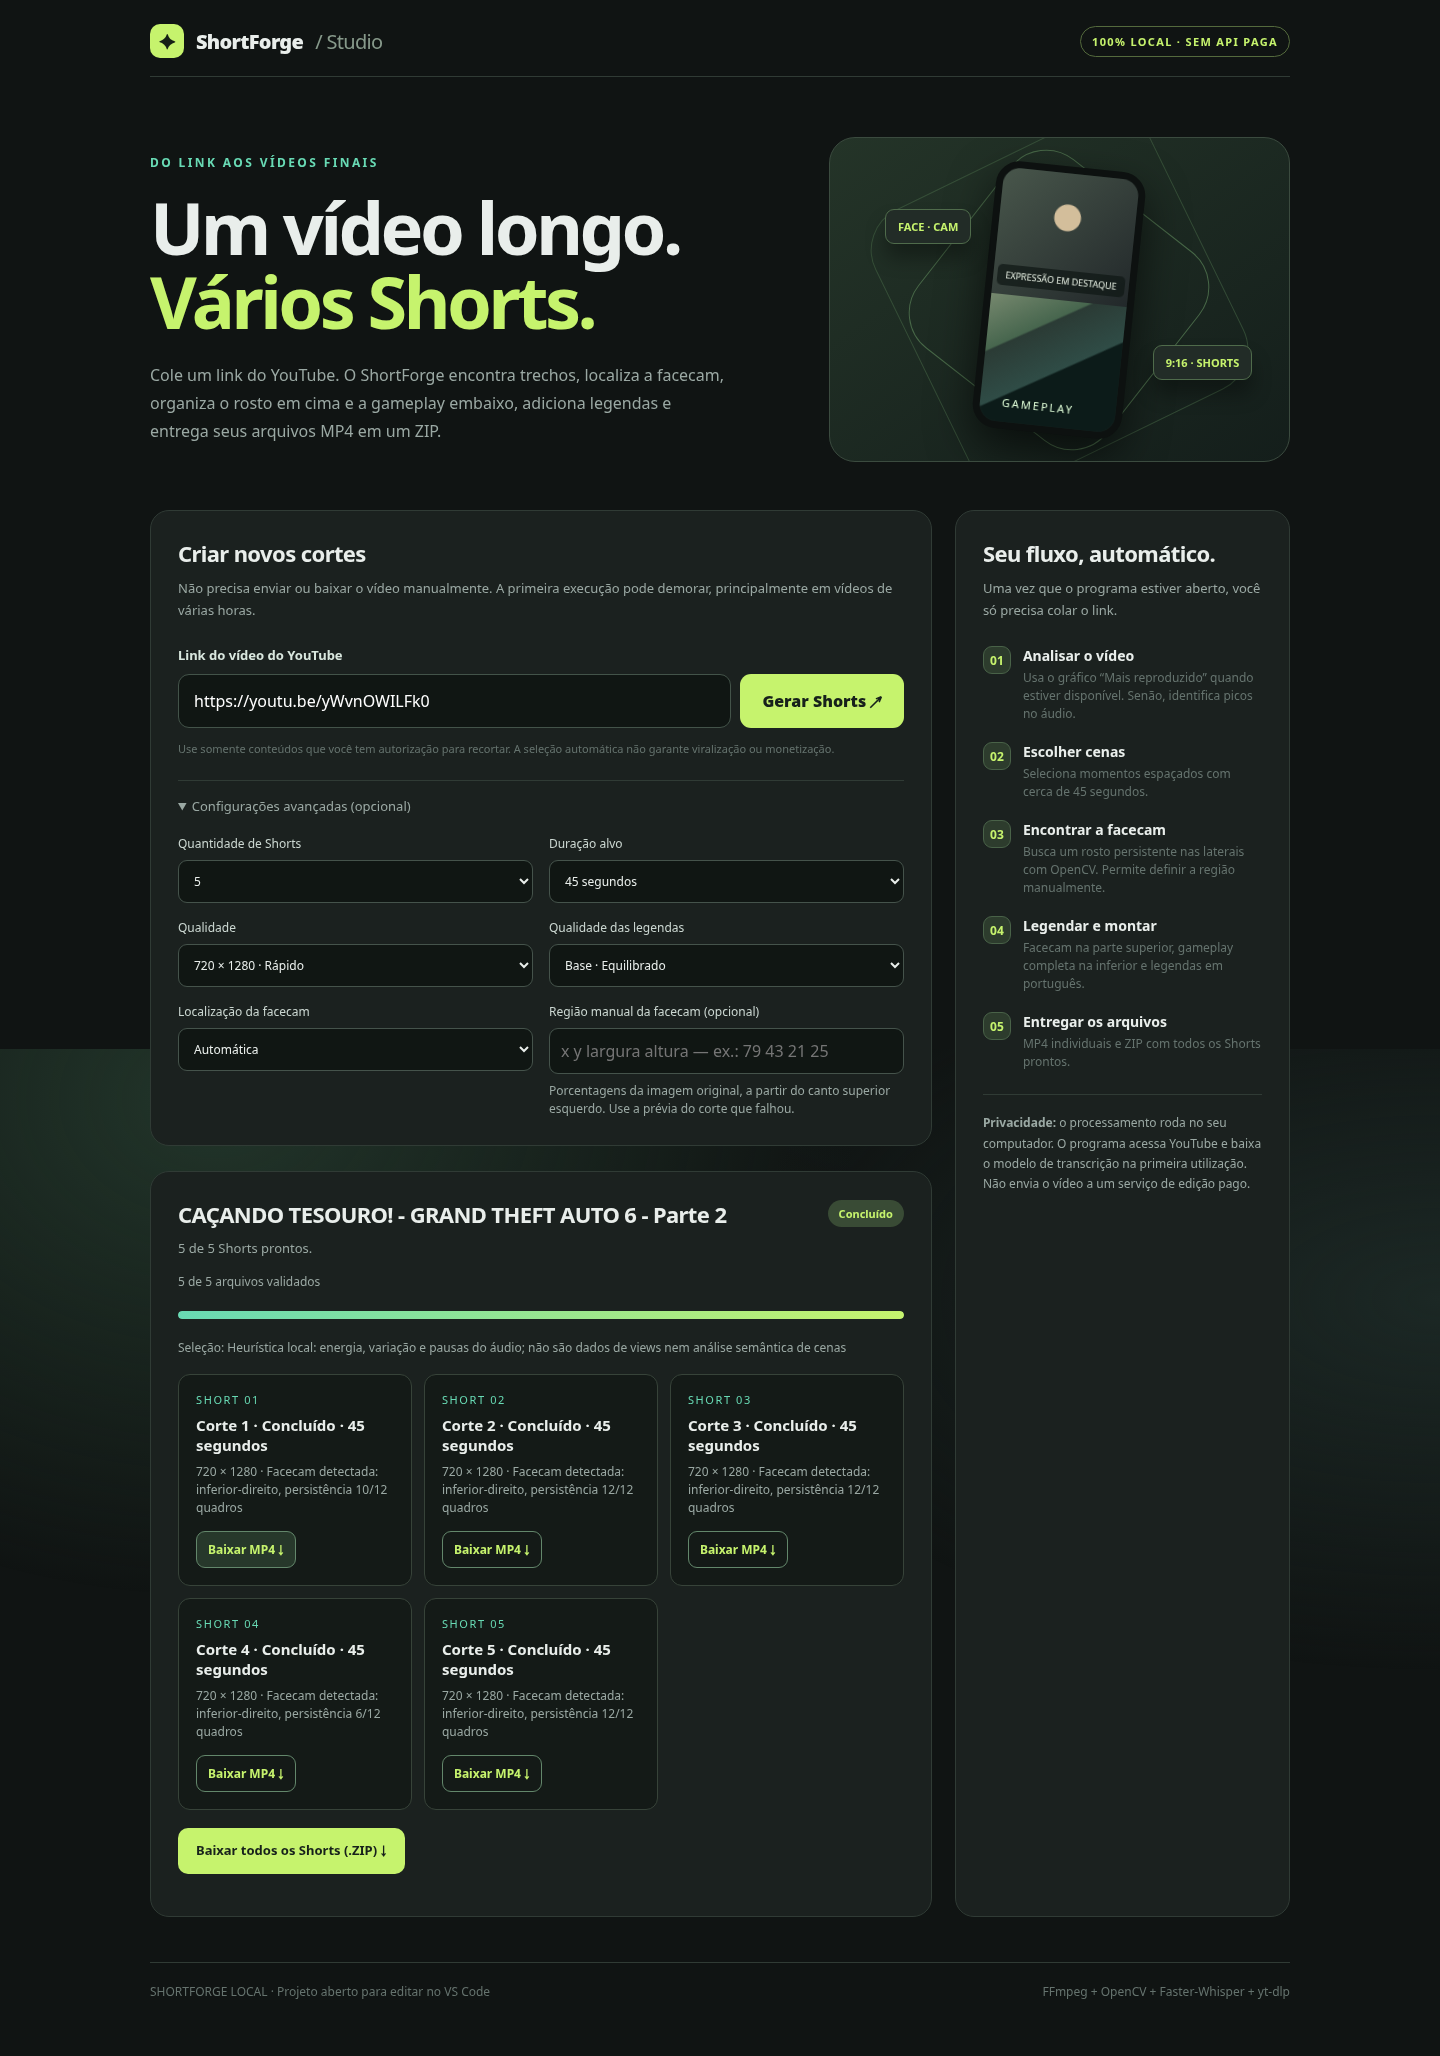 ShortForge / Studio
100% LOCAL · SEM API PAGA
DO LINK AOS VÍDEOS FINAIS
Um vídeo longo.
Vários Shorts.
Cole um link do YouTube. O ShortForge encontra trechos, localiza a facecam,
organiza o rosto em cima e a gameplay embaixo, adiciona legendas e
entrega seus arquivos MP4 em um ZIP.
FACE · CAM
EXPRESSÃO EM DESTAQUE
9:16 · SHORTS
GAMEPLAY
Criar novos cortes
Não precisa enviar ou baixar o vídeo manualmente. A primeira execução pode demorar, principalmente em vídeos de
várias horas.
Link do vídeo do YouTube
https://youtu.be/yWvnOWILFk0
Gerar Shorts ↗
Use somente conteúdos que você tem autorização para recortar. A seleção automática não garante viralização ou monetização.
▼ Configurações avançadas (opcional)
Quantidade de Shorts
Duração alvo
5
45 segundos
Qualidade
Qualidade das legendas
720 × 1280 · Rápido
Base · Equilibrado
Localização da facecam
Região manual da facecam (opcional)
Automática
x y largura altura — ex.: 79 43 21 25
Porcentagens da imagem original, a partir do canto superior
esquerdo. Use a prévia do corte que falhou.
Seu fluxo, automático.
Uma vez que o programa estiver aberto, você
só precisa colar o link.
01
Analisar o vídeo
Usa o gráfico “Mais reproduzido” quando
estiver disponível. Senão, identifica picos
no áudio.
02
Escolher cenas
Seleciona momentos espaçados com
cerca de 45 segundos.
03
Encontrar a facecam
Busca um rosto persistente nas laterais
com OpenCV. Permite definir a região
manualmente.
04
Legendar e montar
Facecam na parte superior, gameplay
completa na inferior e legendas em
português.
05
Entregar os arquivos
MP4 individuais e ZIP com todos os Shorts
prontos.
Privacidade: o processamento roda no seu
computador. O programa acessa YouTube e baixa
o modelo de transcrição na primeira utilização.
Não envia o vídeo a um serviço de edição pago.
CAÇANDO TESOURO! - GRAND THEFT AUTO 6 - Parte 2
Concluído
5 de 5 Shorts prontos.
5 de 5 arquivos validados
Seleção: Heurística local: energia, variação e pausas do áudio; não são dados de views nem análise semântica de cenas
SHORT 01
Corte 1 · Concluído · 45
segundos
720 × 1280 · Facecam detectada:
inferior-direito, persistência 10/12
quadros
Baixar MP4 ↓
SHORT 02
Corte 2 · Concluído · 45
segundos
720 × 1280 · Facecam detectada:
inferior-direito, persistência 12/12
quadros
Baixar MP4 ↓
SHORT 03
Corte 3 · Concluído · 45
segundos
720 × 1280 · Facecam detectada:
inferior-direito, persistência 12/12
quadros
Baixar MP4 ↓
SHORT 04
Corte 4 · Concluído · 45
segundos
720 × 1280 · Facecam detectada:
inferior-direito, persistência 6/12
quadros
Baixar MP4 ↓
SHORT 05
Corte 5 · Concluído · 45
segundos
720 × 1280 · Facecam detectada:
inferior-direito, persistência 12/12
quadros
Baixar MP4 ↓
Baixar todos os Shorts (.ZIP) ↓
SHORTFORGE LOCAL · Projeto aberto para editar no VS Code
FFmpeg + OpenCV + Faster-Whisper + yt-dlp